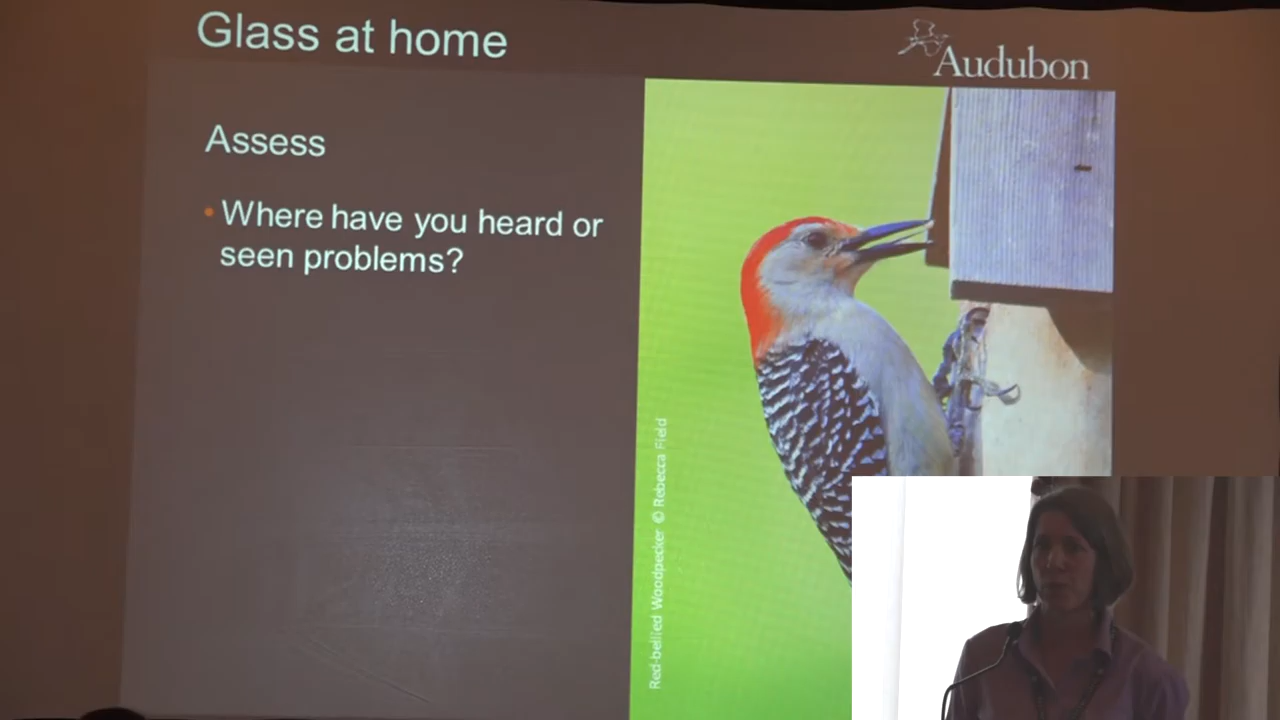 Glass at home
Audubon
Assess
• Where have you heard or
seen problems?
Red-bellied Woodpecker © Rebecca Field